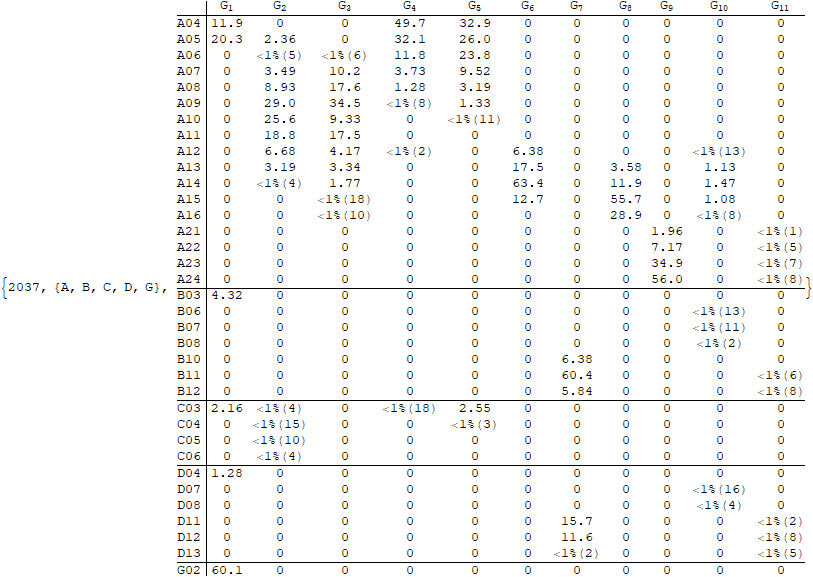 G1 G2 G3 G4 G5 G6 G7 G8 G9 G10 G11
A04 11.9 0 0 49.7 32.9 0 0 0 0 0 0
A05 20.3 2.36 0 32.1 26.0 0 0 0 0 0 0
A06 0 <1%(5) <1%(6) 11.8 23.8 0 0 0 0 0 0
A07 0 3.49 10.2 3.73 9.52 0 0 0 0 0 0
A08 0 8.93 17.6 1.28 3.19 0 0 0 0 0 0
A09 0 29.0 34.5 <1%(8) 1.33 0 0 0 0 0 0
A10 0 25.6 9.33 0 <1%(11) 0 0 0 0 0 0
A11 0 18.8 17.5 0 0 0 0 0 0 0 0
A12 0 6.68 4.17 <1%(2) 0 6.38 0 0 0 <1%(13) 0
A13 0 3.19 3.34 0 0 17.5 0 3.58 0 1.13 0
A14 0 <1%(4) 1.77 0 0 63.4 0 11.9 0 1.47 0
A15 0 0 <1%(18) 0 0 12.7 0 55.7 0 1.08 0
A16 0 0 <1%(10) 0 0 0 0 28.9 0 <1%(8) 0
A21 0 0 0 0 0 0 0 0 1.96 0 <1%(1)
A22 0 0 0 0 0 0 0 0 7.17 0 <1%(5)
A23 0 0 0 0 0 0 0 0 34.9 0 <1%(7)
A24 0 0 0 0 0 0 0 0 56.0 0 <1%(8)
{2037, {A, B, C, D, G}, }
B03 4.32 0 0 0 0 0 0 0 0 0 0
B06 0 0 0 0 0 0 0 0 0 <1%(13) 0
B07 0 0 0 0 0 0 0 0 0 <1%(11) 0
B08 0 0 0 0 0 0 0 0 0 <1%(2) 0
B10 0 0 0 0 0 0 6.38 0 0 0 0
B11 0 0 0 0 0 0 60.4 0 0 0 <1%(6)
B12 0 0 0 0 0 0 5.84 0 0 0 <1%(8)
C03 2.16 <1%(4) 0 <1%(18) 2.55 0 0 0 0 0 0
C04 0 <1%(15) 0 0 <1%(3) 0 0 0 0 0 0
C05 0 <1%(10) 0 0 0 0 0 0 0 0 0
C06 0 <1%(4) 0 0 0 0 0 0 0 0 0
D04 1.28 0 0 0 0 0 0 0 0 0 0
D07 0 0 0 0 0 0 0 0 0 <1%(16) 0
D08 0 0 0 0 0 0 0 0 0 <1%(4) 0
D11 0 0 0 0 0 0 15.7 0 0 0 <1%(2)
D12 0 0 0 0 0 0 11.6 0 0 0 <1%(8)
D13 0 0 0 0 0 0 <1%(2) 0 0 0 <1%(5)
G02 60.1 0 0 0 0 0 0 0 0 0 0